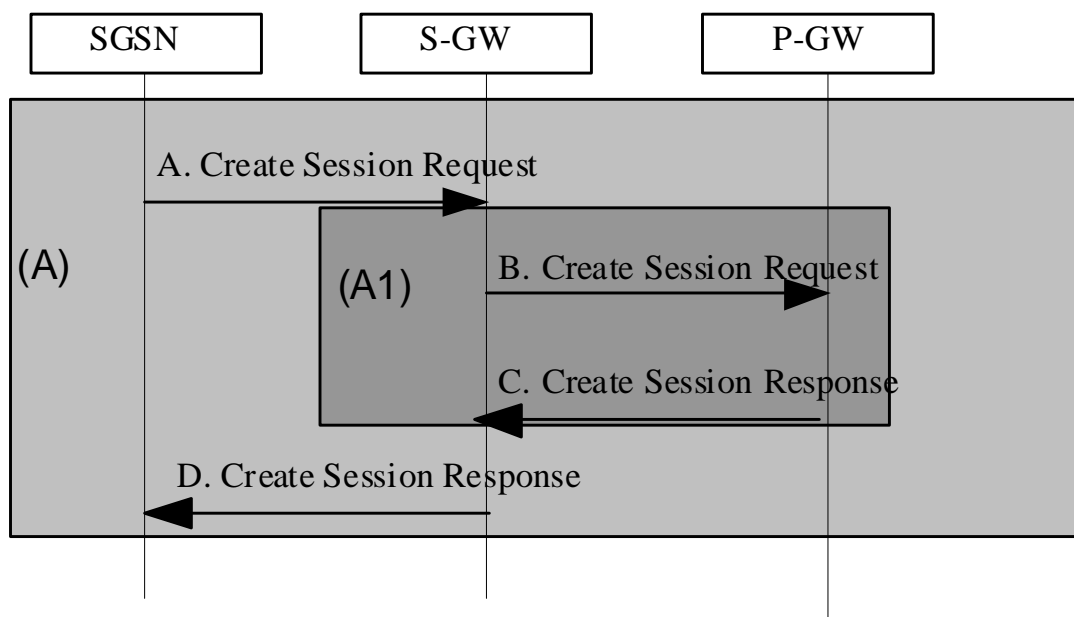 SGSN
S-GW
P-GW
A. Create Session Request
(A)
(A1)
B. Create Session Request
C. Create Session Response
D. Create Session Response